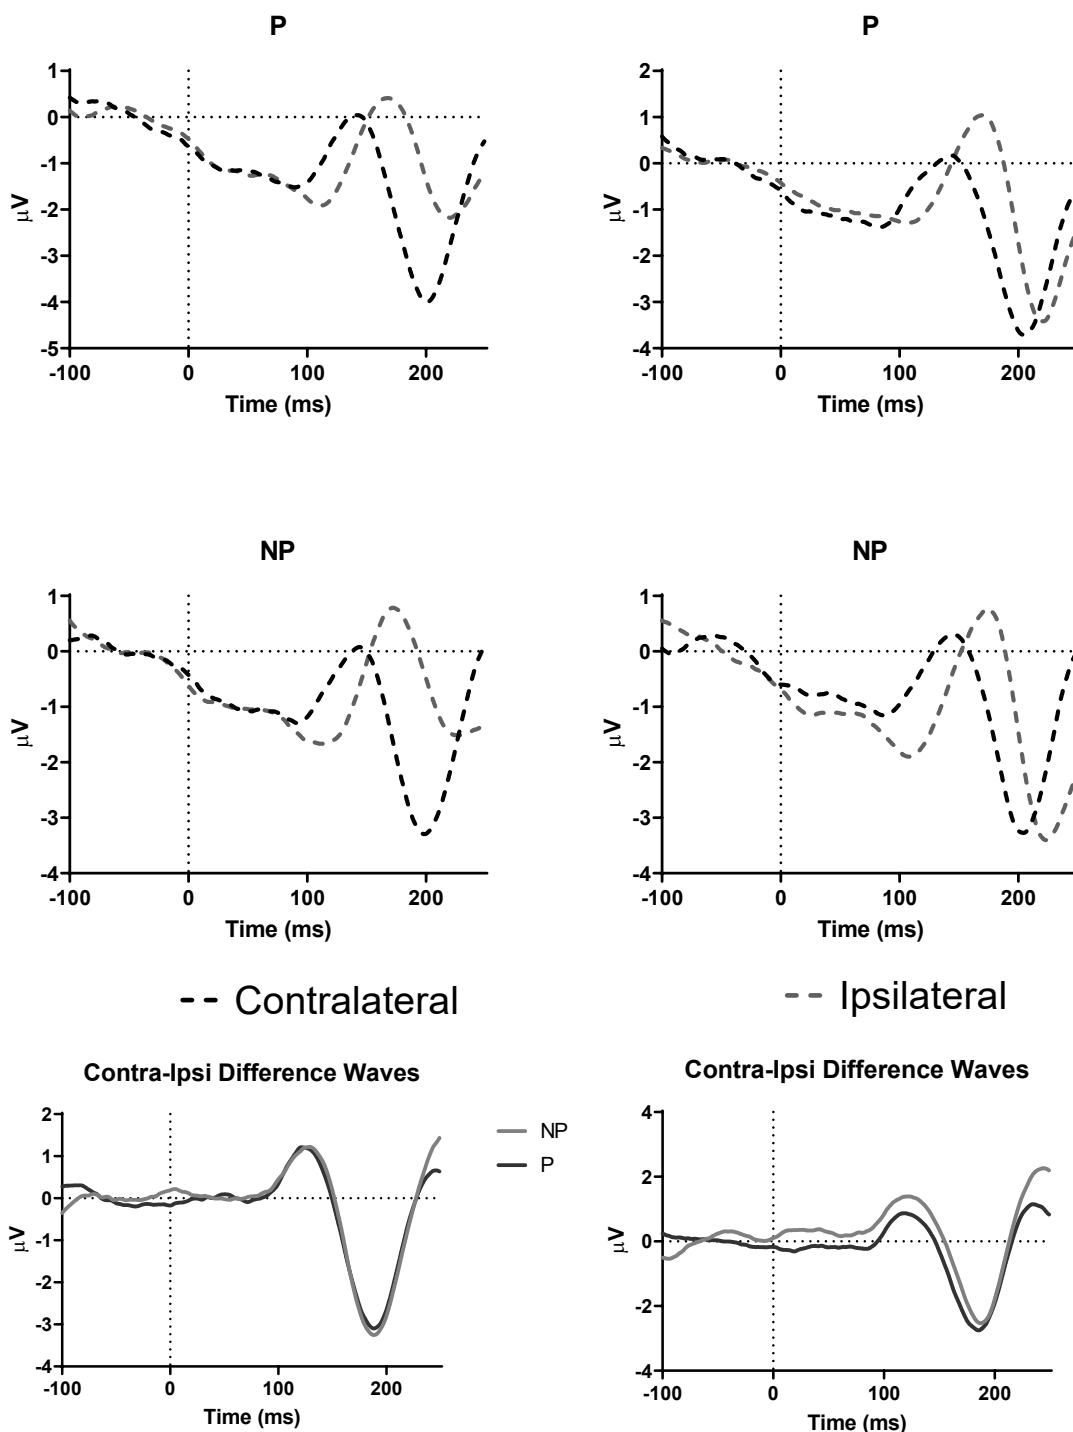 P
1
0
-1
-2
-3
-4
-5
μV
-100 0 100 200
Time (ms)
P
2
1
0
-1
-2
-3
-4
μV
-100 0 100 200
Time (ms)
NP
1
0
-1
-2
-3
-4
μV
-100 0 100 200
Time (ms)
NP
1
0
-1
-2
-3
-4
μV
-100 0 100 200
Time (ms)
Contralateral
Ipsilateral
Contra-Ipsi Difference Waves
2
1
0
-1
-2
-3
-4
μV
-100 0 100 200
Time (ms)
NP
P
Contra-Ipsi Difference Waves
4
2
0
-2
-4
μV
-100 0 100 200
Time (ms)